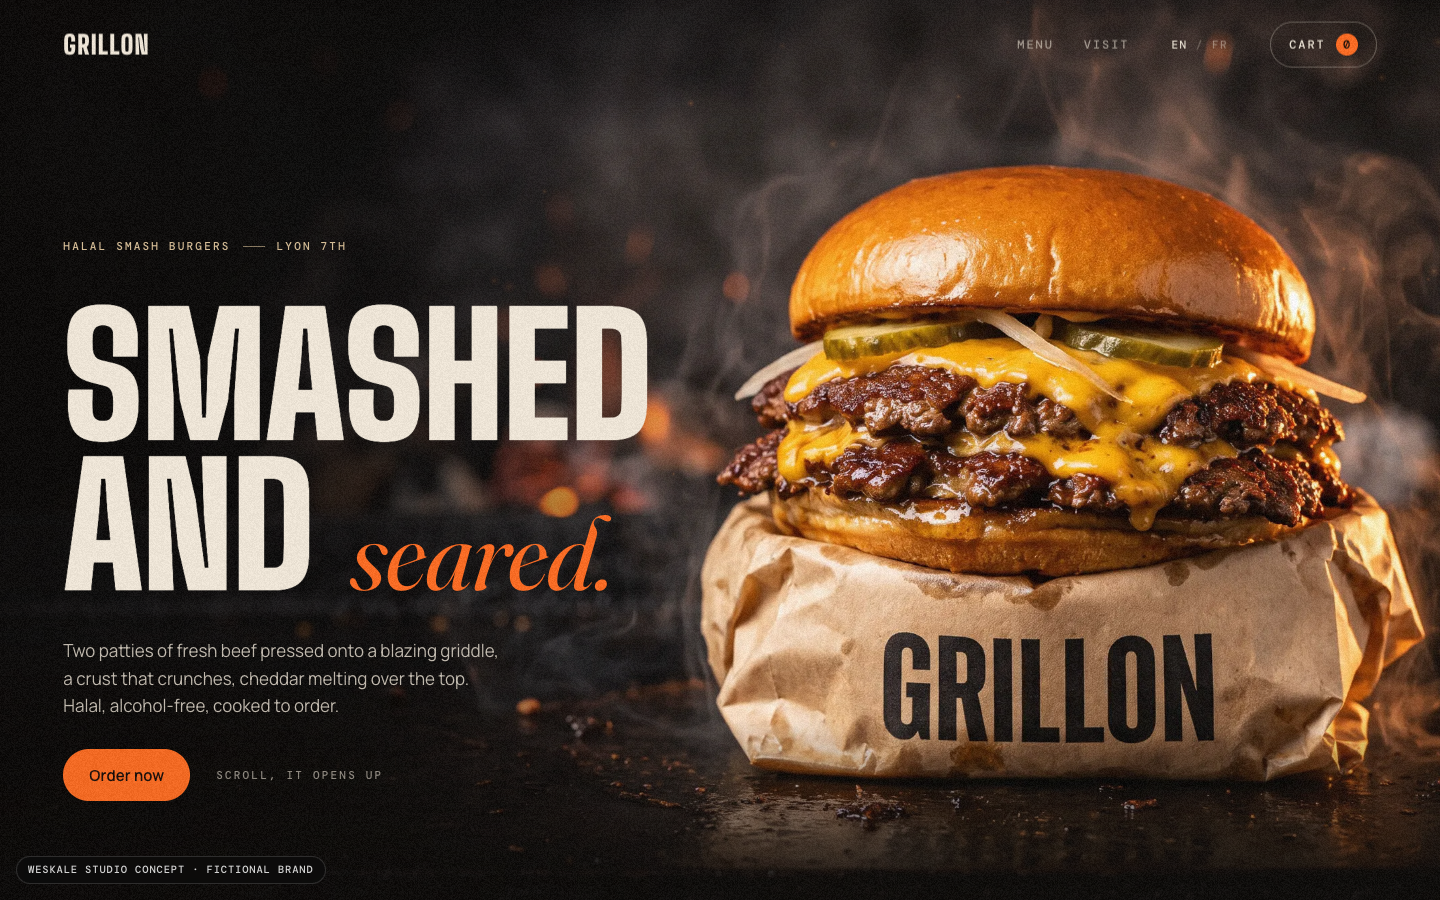 GRILLON
MENU VISIT EN / FR CART 0
HALAL SMASH BURGERS — LYON 7TH
SMASHED
AND seared.
Two patties of fresh beef pressed onto a blazing griddle,
a crust that crunches, cheddar melting over the top.
Halal, alcohol-free, cooked to order.
Order now SCROLL, IT OPENS UP
GRILLON
WESKALE STUDIO CONCEPT · FICTIONAL BRAND